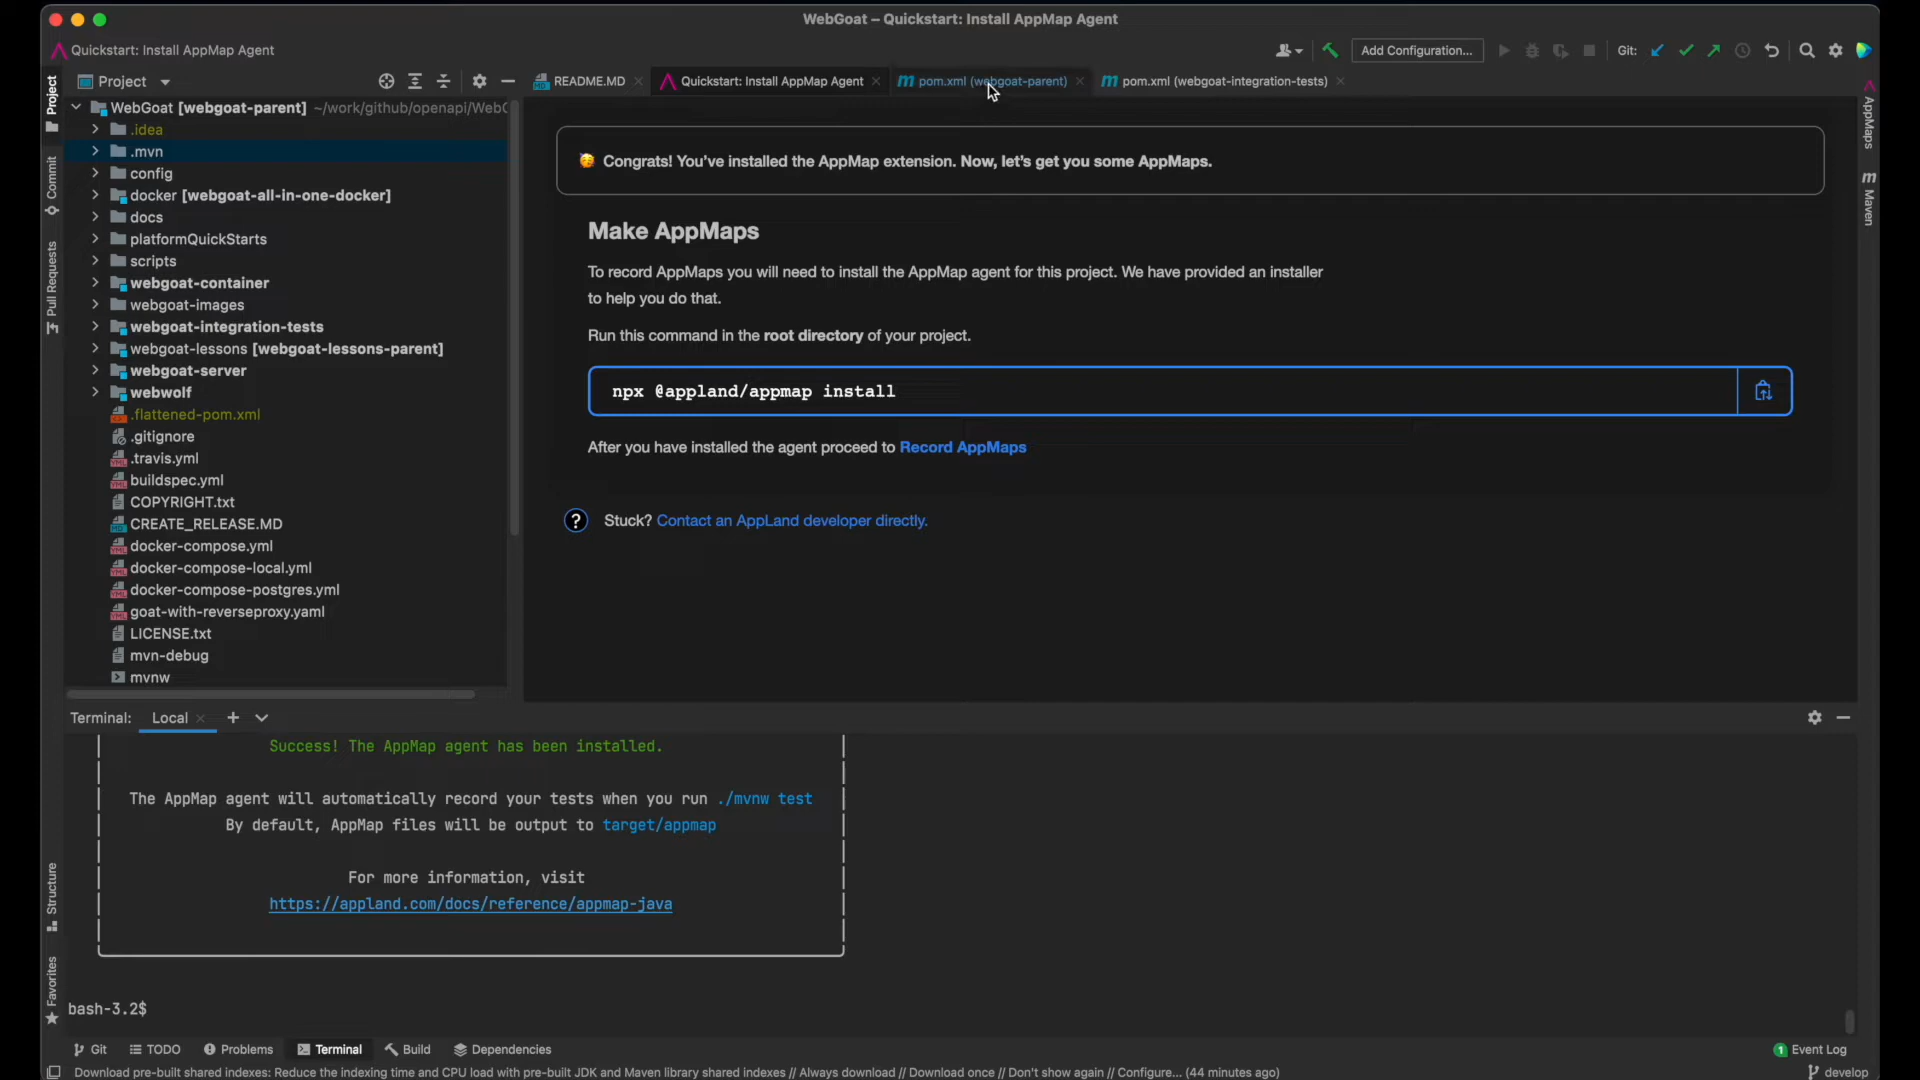 WebGoat – Quickstart: Install AppMap Agent
Quickstart: Install AppMap Agent
Add Configuration...
Git:
Project
README.MD
Quickstart: Install AppMap Agent
pom.xml (webgoat-parent)
pom.xml (webgoat-integration-tests)
Project
Commit
Pull Requests
Structure
Favorites
AppMaps
Maven
WebGoat [webgoat-parent] ~/work/github/openapi/WebG
.idea
.mvn
config
docker [webgoat-all-in-one-docker]
docs
platformQuickStarts
scripts
webgoat-container
webgoat-images
webgoat-integration-tests
webgoat-lessons [webgoat-lessons-parent]
webgoat-server
webwolf
.flattened-pom.xml
.gitignore
.travis.yml
buildspec.yml
COPYRIGHT.txt
CREATE_RELEASE.MD
docker-compose.yml
docker-compose-local.yml
docker-compose-postgres.yml
goat-with-reverseproxy.yaml
LICENSE.txt
mvn-debug
mvnw
Congrats! You've installed the AppMap extension. Now, let's get you some AppMaps.
Make AppMaps
To record AppMaps you will need to install the AppMap agent for this project. We have provided an installer
to help you do that.
Run this command in the root directory of your project.
npx @appland/appmap install
After you have installed the agent proceed to Record AppMaps
? Stuck? Contact an AppLand developer directly.
Terminal: Local
Success! The AppMap agent has been installed.
The AppMap agent will automatically record your tests when you run ./mvnw test
By default, AppMap files will be output to target/appmap
For more information, visit
https://appland.com/docs/reference/appmap-java
bash-3.2$
Git
TODO
Problems
Terminal
Build
Dependencies
1 Event Log
Download pre-built shared indexes: Reduce the indexing time and CPU load with pre-built JDK and Maven library shared indexes // Always download // Download once // Don't show again // Configure... (44 minutes ago)
develop